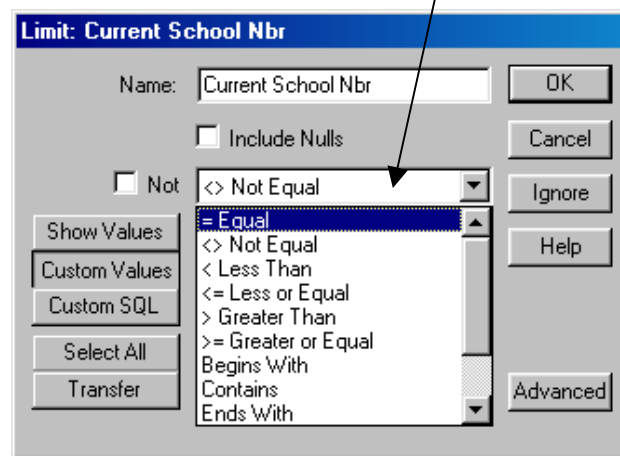 Limit: Current School Nbr
Name: Current School Nbr OK
Include Nulls Cancel
Not <> Not Equal Ignore
Show Values = Equal
<> Not Equal Help
Custom Values < Less Than
Custom SQL <= Less or Equal
> Greater Than
Select All >= Greater or Equal
Begins With
Transfer Contains Advanced
Ends With